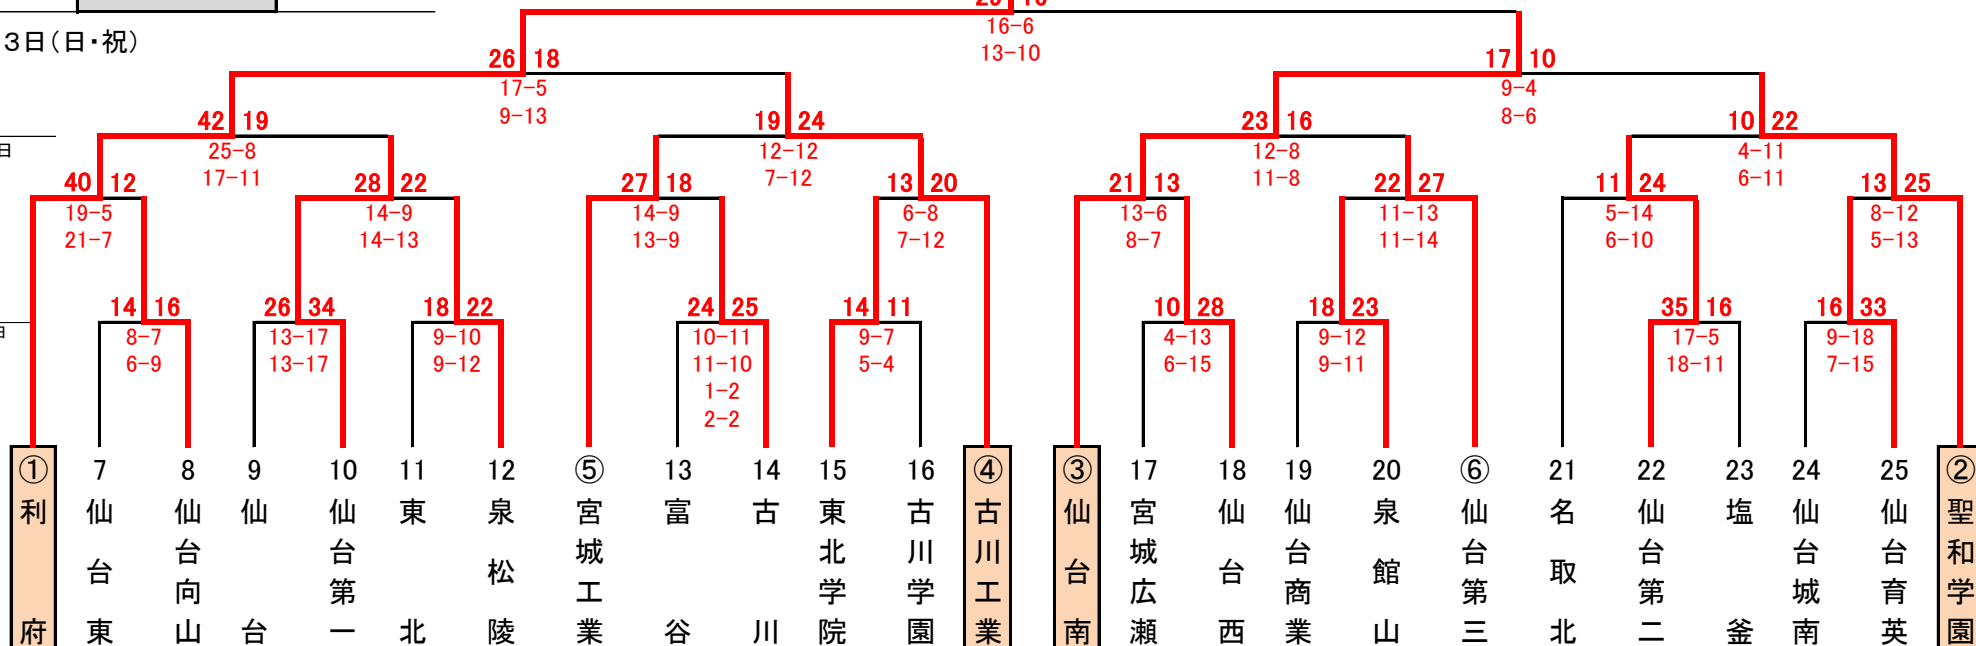 16-6
13-10
3日(日・祝)
26 18
17-5
9-13
17 10
9-4
8-6
42 19
25-8
17-11
19 24
12-12
7-12
23 16
12-8
11-8
10 22
4-11
6-11
日
40 12
19-5
21-7
28 22
14-9
14-13
27 18
14-9
13-9
13 20
6-8
7-12
21 13
13-6
8-7
22 27
11-13
11-14
11 24
5-14
6-10
13 25
8-12
5-13
14 16
8-7
6-9
26 34
13-17
13-17
18 22
9-10
9-12
24 25
10-11
11-10
1-2
2-2
14 11
9-7
5-4
10 28
4-13
6-15
18 23
9-12
9-11
35 16
17-5
18-11
16 33
9-18
7-15
① 利府
7 仙台東
8 仙台向山
9 仙台
10 仙台第一
11 東北
12 泉松陵
⑤ 宮城工業
13 富谷
14 古川
15 東北学院
16 古川学園
④ 古川工業
③ 仙台南
17 宮城広瀬
18 仙台西
19 仙台商業
20 泉館山
⑥ 仙台第三
21 名取北
22 仙台第二
23 塩釜
24 仙台城南
25 仙台育英
② 聖和学園